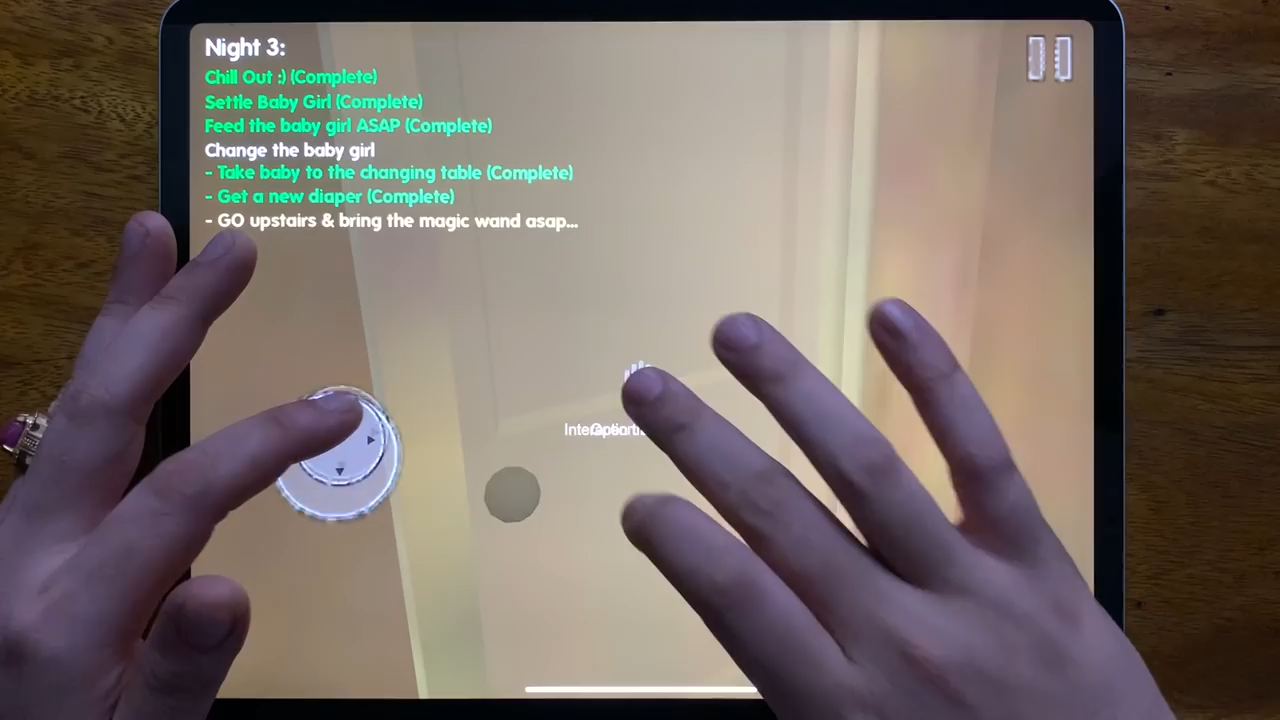 Night 3:
Chill Out :) (Complete)
Settle Baby Girl (Complete)
Feed the baby girl ASAP (Complete)
Change the baby girl
- Take baby to the changing table (Complete)
- Get a new diaper (Complete)
- GO upstairs & bring the magic wand asap...